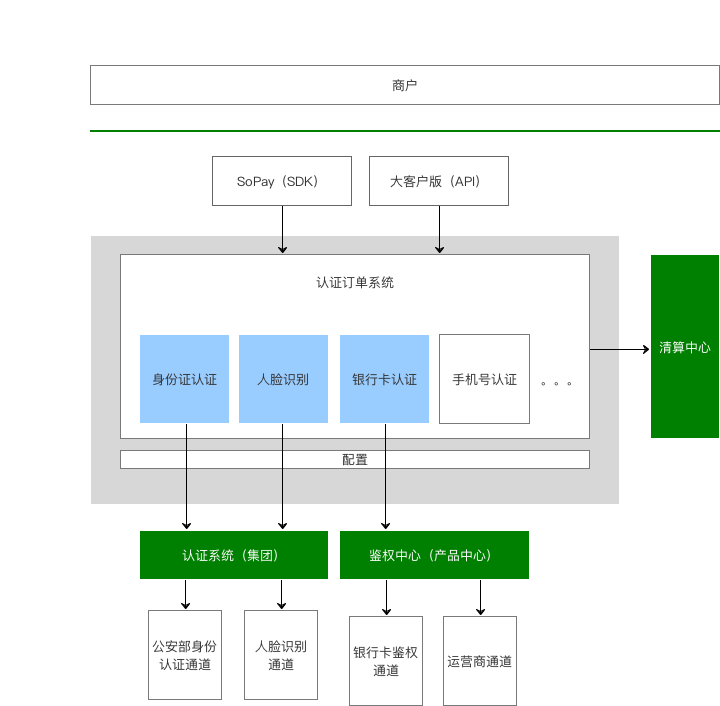 商户
SoPay（SDK）
大客户版（API）
认证订单系统
清算中心
身份证认证
人脸识别
银行卡认证
手机号认证
。。。
配置
认证系统（集团）
鉴权中心（产品中心）
公安部身份
认证通道
人脸识别
通道
银行卡鉴权
通道
运营商通道